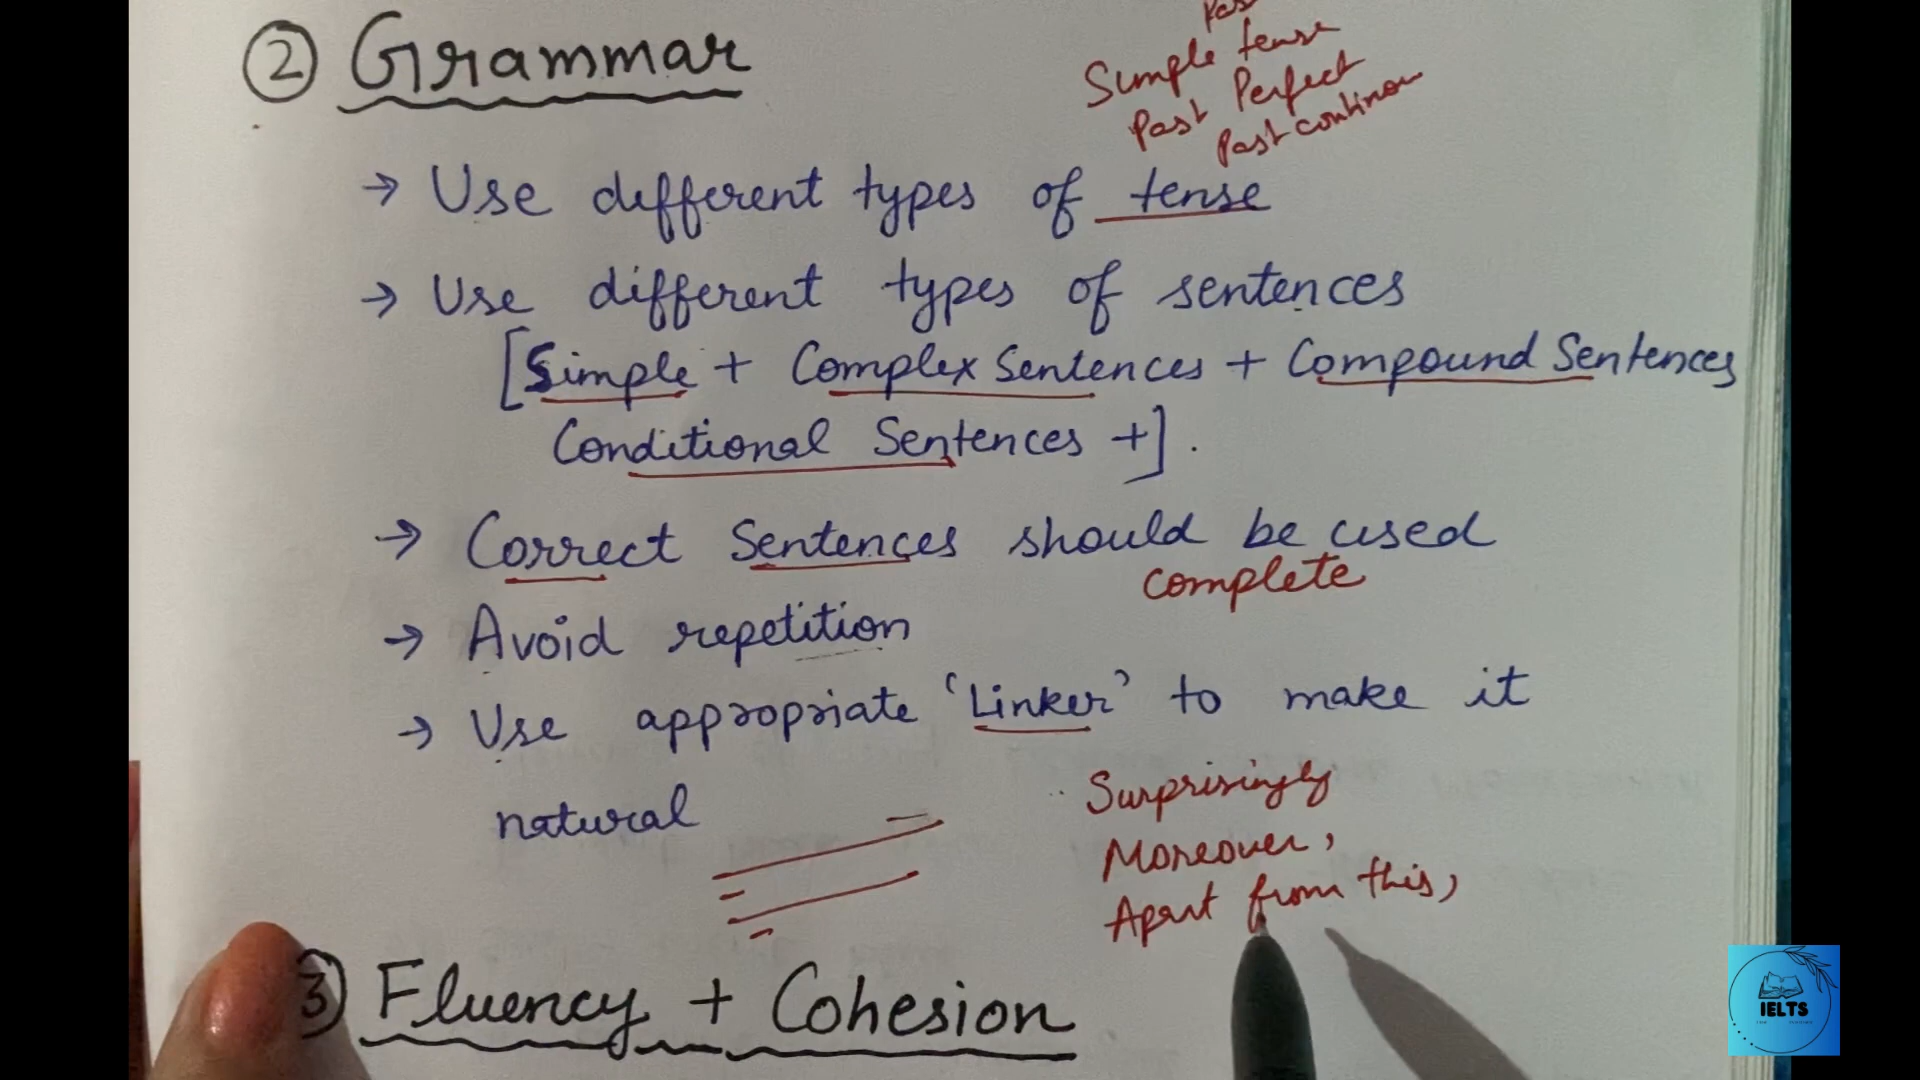 ② Grammar
Simple tense
Past Perfect
Past
→ Use different types of tense
→ Use different types of sentences
[Simple + Complex Sentences + Compound Sentences
Conditional Sentences +].
→ Correct Sentences should be used
complete
→ Avoid repetition
→ Use appropriate 'Linker' to make it
natural
Surprisingly
Moreover,
Apart from this,
3) Fluency + Cohesion
IELTS